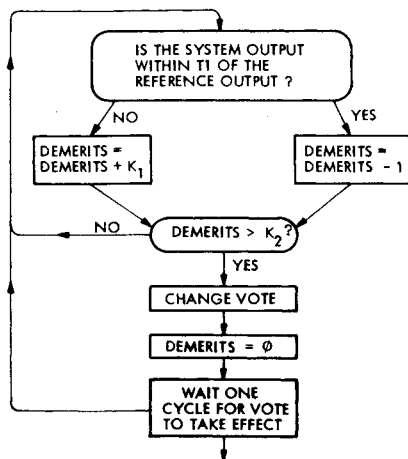 IS THE SYSTEM OUTPUT
WITHIN T1 OF THE
REFERENCE OUTPUT ?
NO
YES
DEMERITS =
DEMERITS + K₁
DEMERITS =
DEMERITS - 1
NO
DEMERITS > K₂?
YES
CHANGE VOTE
DEMERITS = Ø
WAIT ONE
CYCLE FOR VOTE
TO TAKE EFFECT